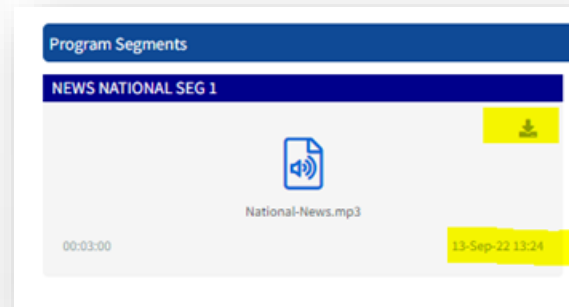 Program Segments
NEWS NATIONAL SEG 1
National-News.mp3
00:03:00
13-Sep-22 13:24